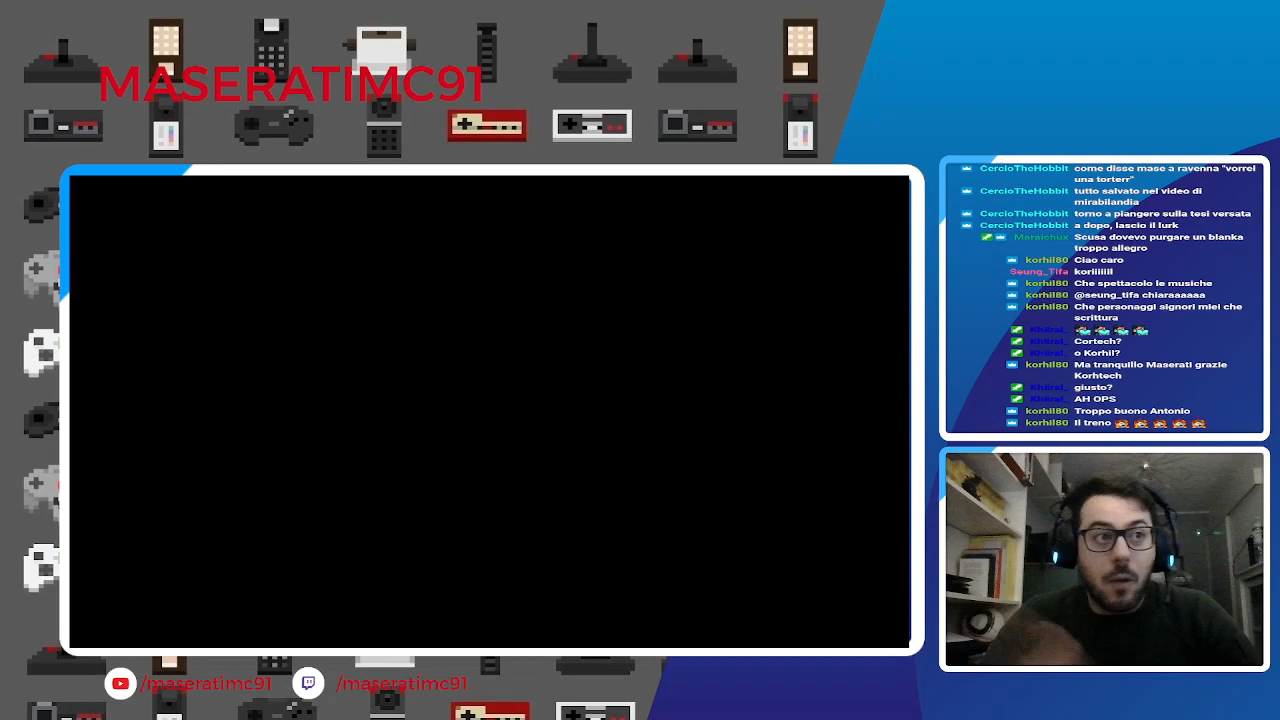 MASERATIMC91
CercioTheHobbit come disse mase a ravenna "vorrei
una torterr"
CercioTheHobbit tutto salvato nel video di
mirabilandia
CercioTheHobbit torno a piangere sulla tesi versata
CercioTheHobbit a dopo, lascio il lurk
Scusa dovevo purgare un blanka
troppo allegro
korhil80 Ciao caro
Seung_Tifa koriiiiiil
korhil80 Che spettacolo le musiche
korhil80 @seung_tifa chiaraaaaaa
korhil80 Che personaggi signori miei che
scrittura
Cortech?
o Korhil?
korhil80 Ma tranquillo Maserati grazie
Korhtech
giusto?
AH OPS
korhil80 Troppo buono Antonio
korhil80 Il treno
/maseratimc91
/maseratimc91